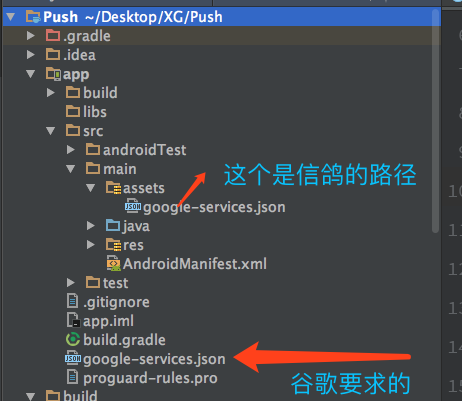 Push ~/Desktop/XG/Push
.gradle
.idea
app
build
libs
src
androidTest
main
assets
这个是信鸽的路径
google-services.json
java
res
AndroidManifest.xml
test
.gitignore
app.iml
build.gradle
google-services.json
谷歌要求的
proguard-rules.pro
build